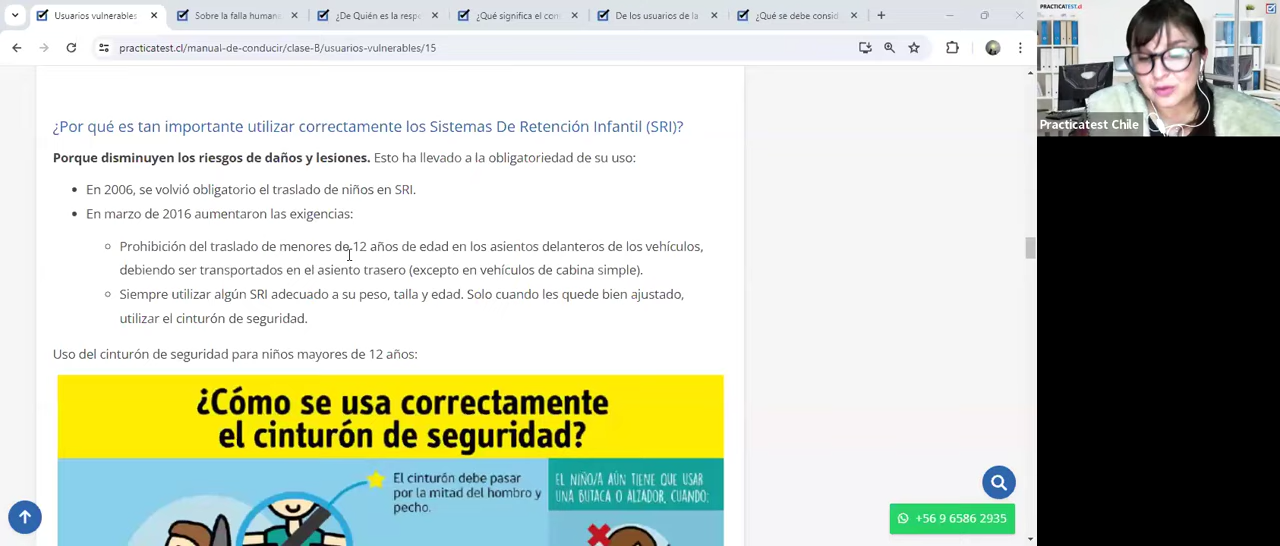 Usuarios vulnerables
Sobre la falla human
¿De Quién es la resp
¿Qué significa el con
De los usuarios de la
¿Qué se debe consid
practicatest.cl/manual-de-conducir/clase-B/usuarios-vulnerables/15
PRACTICATEST.cl
Practicatest Chile
¿Por qué es tan importante utilizar correctamente los Sistemas De Retención Infantil (SRI)?
Porque disminuyen los riesgos de daños y lesiones. Esto ha llevado a la obligatoriedad de su uso:
En 2006, se volvió obligatorio el traslado de niños en SRI.
En marzo de 2016 aumentaron las exigencias:
Prohibición del traslado de menores de 12 años de edad en los asientos delanteros de los vehículos,
debiendo ser transportados en el asiento trasero (excepto en vehículos de cabina simple).
Siempre utilizar algún SRI adecuado a su peso, talla y edad. Solo cuando les quede bien ajustado,
utilizar el cinturón de seguridad.
Uso del cinturón de seguridad para niños mayores de 12 años:
¿Cómo se usa correctamente
el cinturón de seguridad?
El cinturón debe pasar
por la mitad del hombro y
pecho.
EL NIÑO/A AÚN TIENE QUE USAR
UNA BUTACA O ALZADOR, CUANDO:
+56 9 6586 2935